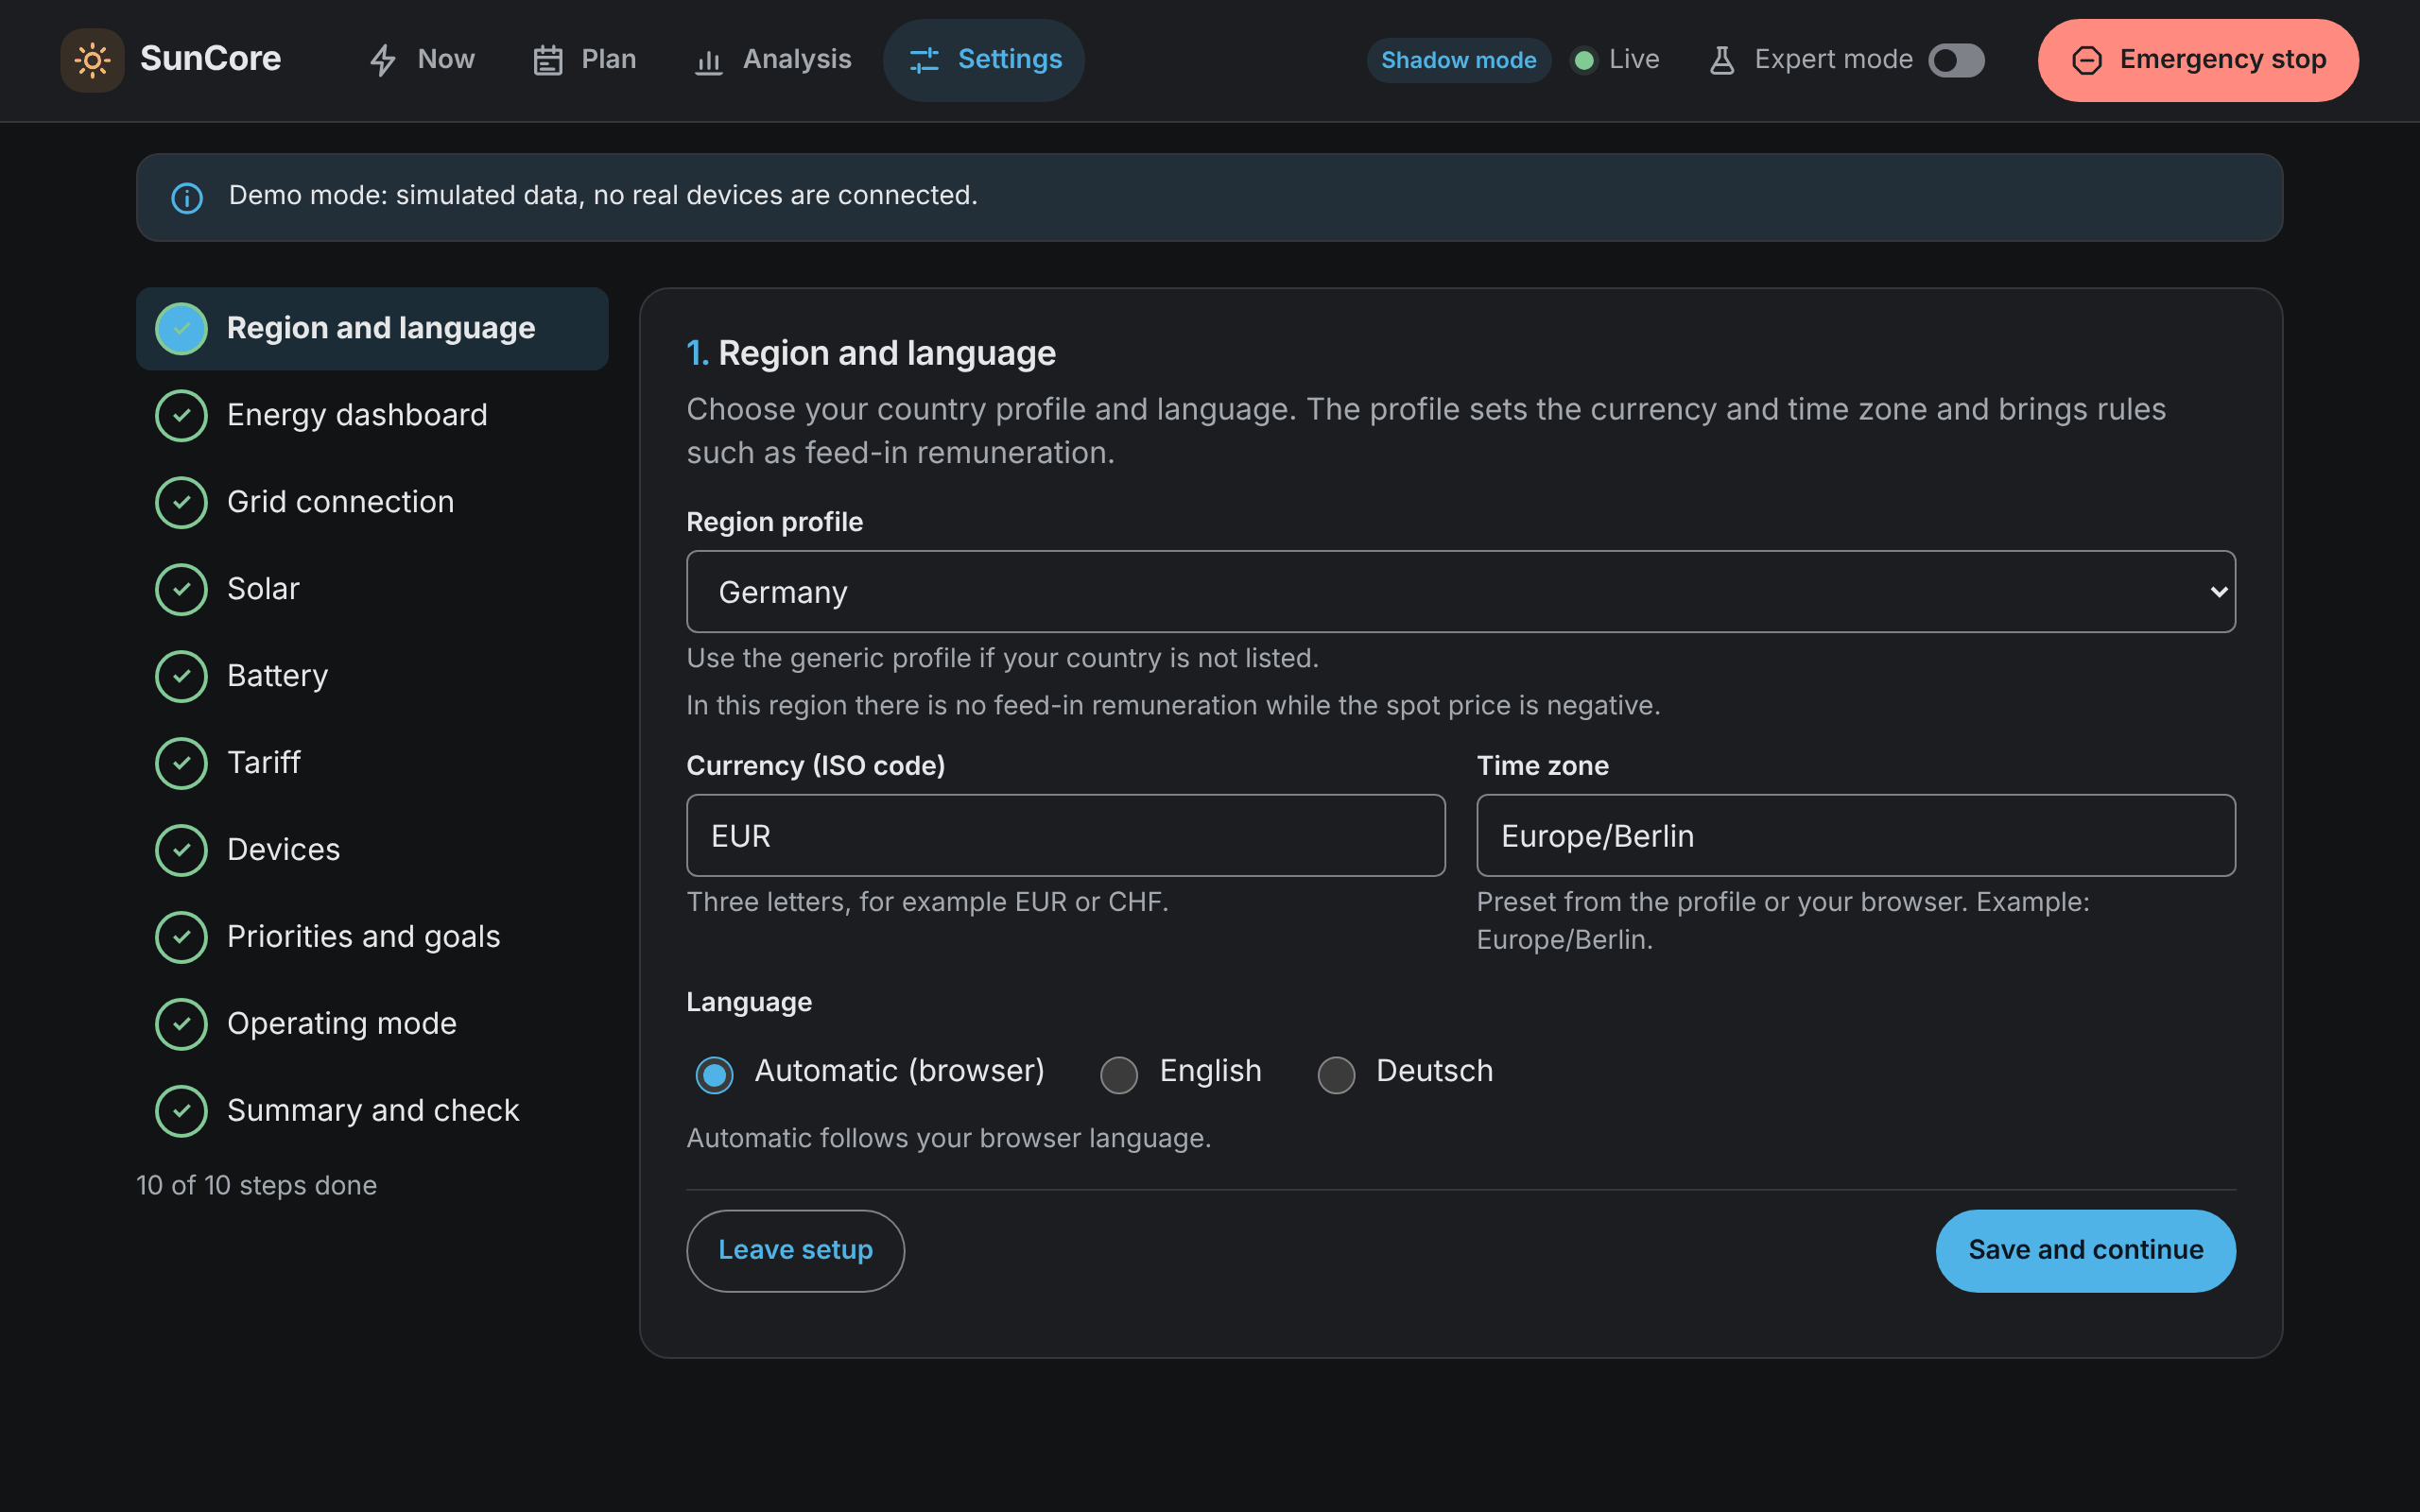 SunCore
Now
Plan
Analysis
Settings
Shadow mode
Live
Expert mode
Emergency stop
Demo mode: simulated data, no real devices are connected.
Region and language
Energy dashboard
Grid connection
Solar
Battery
Tariff
Devices
Priorities and goals
Operating mode
Summary and check
10 of 10 steps done
1. Region and language
Choose your country profile and language. The profile sets the currency and time zone and brings rules
such as feed-in remuneration.
Region profile
Germany
Use the generic profile if your country is not listed.
In this region there is no feed-in remuneration while the spot price is negative.
Currency (ISO code)
EUR
Three letters, for example EUR or CHF.
Time zone
Europe/Berlin
Preset from the profile or your browser. Example:
Europe/Berlin.
Language
Automatic (browser)
English
Deutsch
Automatic follows your browser language.
Leave setup
Save and continue